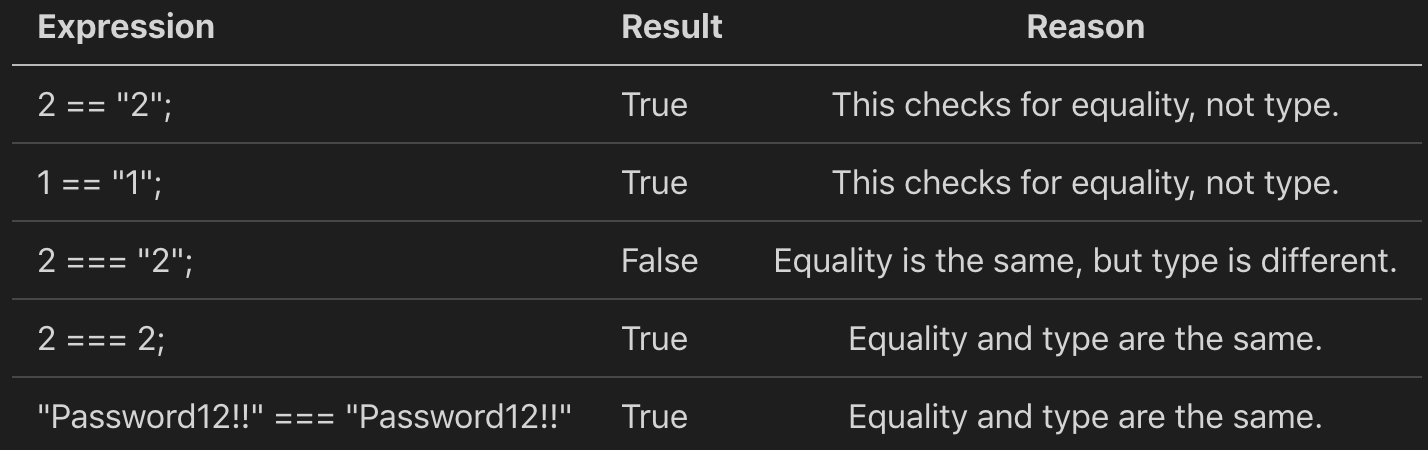 Expression Result Reason
2 == "2"; True This checks for equality, not type.
1 == "1"; True This checks for equality, not type.
2 === "2"; False Equality is the same, but type is different.
2 === 2; True Equality and type are the same.
"Password12!!" === "Password12!!" True Equality and type are the same.